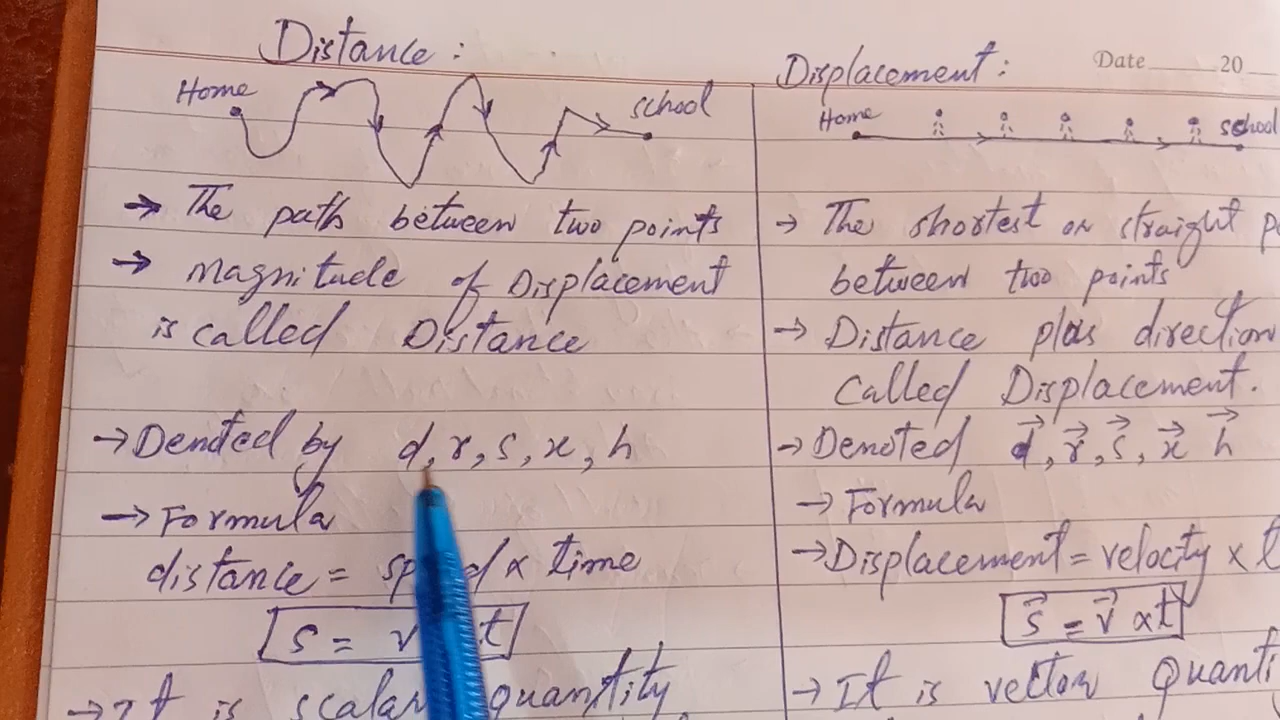 Distance :
Home
school
→ The path between two points
→ magnitude of Displacement
is called Distance
→ Denoted by d, r, s, x, h
→ Formula
distance = × time
s = v t
→ It is scalar quantity
Date 20
Displacement :
Home
school
→ The shortest or straight
between two points
→ Distance plus direction
called Displacement.
→ Denoted d⃗, r⃗, s⃗, x⃗ h⃗
→ Formula
→ Displacement = velocity × t
s⃗ = v⃗ × t
→ It is vector Quanti